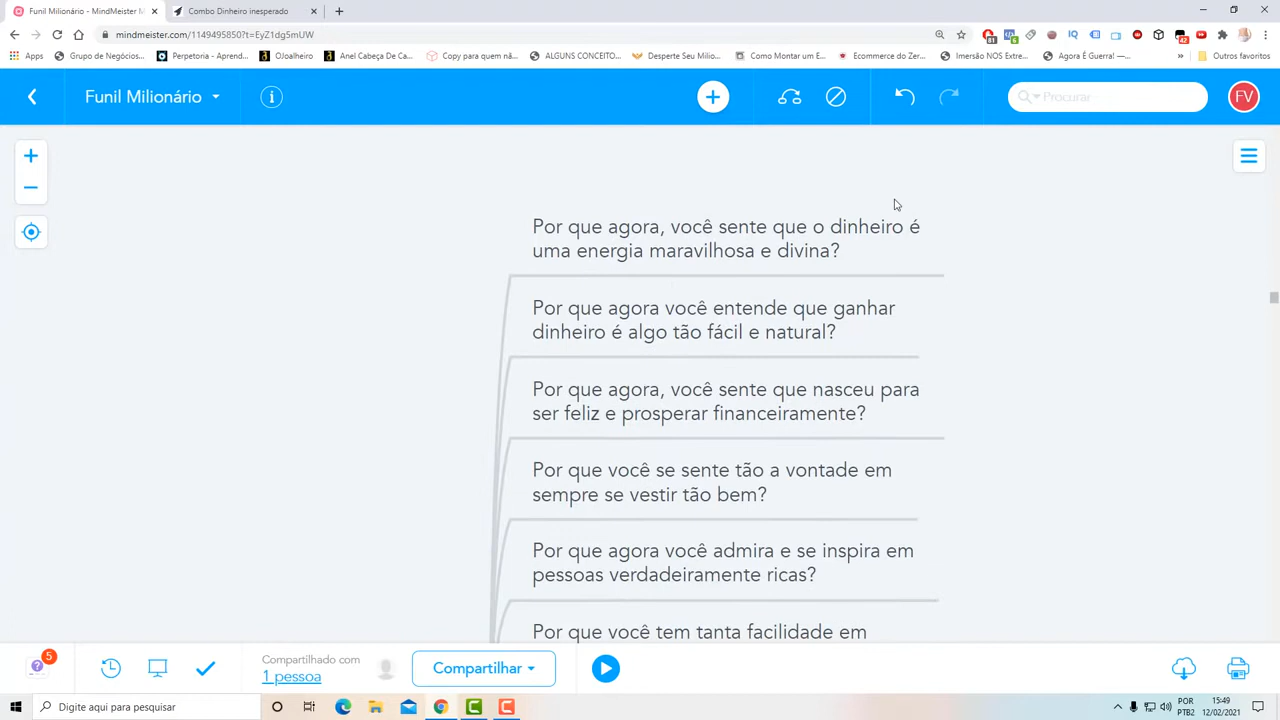 Funil Milionário - MindMeister M
Combo Dinheiro inesperado
mindmeister.com/1149495850?t=EyZ1dg5mUW
Apps
Grupo de Negócios...
Perpetoria - Apren...
OJoalheiro
Anel Cabeça De Ca...
Copy para quem nã...
ALGUNS CONCEITO...
Desperte Seu Milio...
Como Montar um E...
Ecommerce do Zer...
Imersão NOS Extre...
Agora É Guerra! —...
»
Outros favoritos
Funil Milionário
Procurar
FV
Por que agora, você sente que o dinheiro é
uma energia maravilhosa e divina?
Por que agora você entende que ganhar
dinheiro é algo tão fácil e natural?
Por que agora, você sente que nasceu para
ser feliz e prosperar financeiramente?
Por que você se sente tão a vontade em
sempre se vestir tão bem?
Por que agora você admira e se inspira em
pessoas verdadeiramente ricas?
Por que você tem tanta facilidade em
5
Compartilhado com
1 pessoa
Compartilhar
Digite aqui para pesquisar
POR
PTB2
15:49
12/02/2021